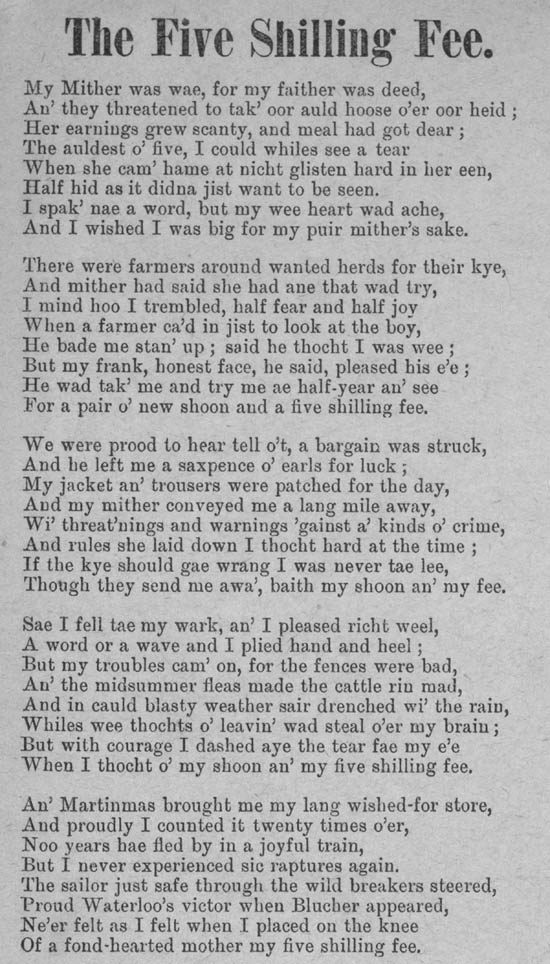 The Five Shilling Fee.
My Mither was wae, for my faither was deed,
An' they threatened to tak' oor auld hoose o'er oor heid ;
Her earnings grew scanty, and meal had got dear ;
The auldest o' five, I could whiles see a tear
When she cam' hame at nicht glisten hard in her een,
Half hid as it didna jist want to be seen.
I spak' nae a word, but my wee heart wad ache,
And I wished I was big for my puir mither's sake.
There were farmers around wanted herds for their kye,
And mither had said she had ane that wad try,
I mind hoo I trembled, half fear and half joy
When a farmer ca'd in jist to look at the boy,
He bade me stan' up ; said he thocht I was wee ;
But my frank, honest face, he said, pleased his e'e ;
He wad tak' me and try me ae half-year an' see
For a pair o' new shoon and a five shilling fee.
We were prood to hear tell o't, a bargain was struck,
And he left me a saxpence o' earls for luck ;
My jacket an' trousers were patched for the day,
And my mither conveyed me a lang mile away,
Wi' threat'nings and warnings 'gainst a' kinds o' crime,
And rules she laid down I thocht hard at the time ;
If the kye should gae wrang I was never tae lee,
Though they send me awa', baith my shoon an' my fee.
Sae I fell tae my wark, an' I pleased richt weel,
A word or a wave and I plied hand and heel ;
But my troubles cam' on, for the fences were bad,
An' the midsummer fleas made the cattle rin mad,
And in cauld blasty weather sair drenched wi' the rain,
Whiles wee thochts o' leavin' wad steal o'er my brain ;
But with courage I dashed aye the tear fae my e'e
When I thocht o' my shoon an' my five shilling fee.
An' Martinmas brought me my lang wished-for store,
And proudly I counted it twenty times o'er,
Noo years hae fled by in a joyful train,
But I never experienced sic raptures again.
The sailor just safe through the wild breakers steered,
Proud Waterloo's victor when Blucher appeared,
Ne'er felt as I felt when I placed on the knee
Of a fond-hearted mother my five shilling fee.